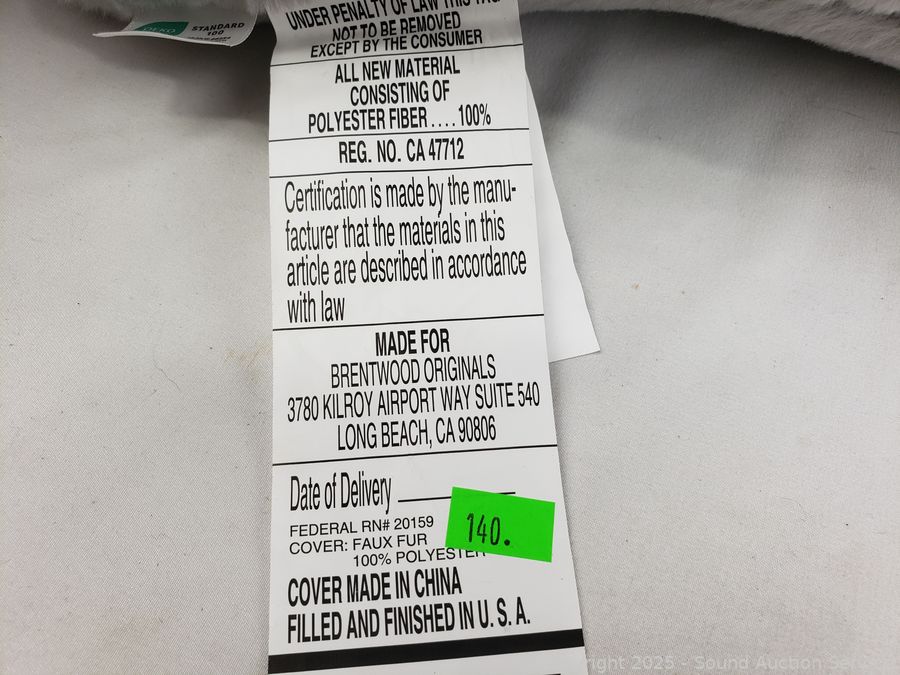 OEKO
STANDARD
100
UNDER PENALTY OF LAW THIS TAG
NOT TO BE REMOVED
EXCEPT BY THE CONSUMER
ALL NEW MATERIAL
CONSISTING OF
POLYESTER FIBER....100%
REG. NO. CA 47712
Certification is made by the manu-
facturer that the materials in this
article are described in accordance
with law
MADE FOR
BRENTWOOD ORIGINALS
3780 KILROY AIRPORT WAY SUITE 540
LONG BEACH, CA 90806
Date of Delivery
140.
FEDERAL RN# 20159
COVER: FAUX FUR
100% POLYESTER
COVER MADE IN CHINA
FILLED AND FINISHED IN U. S. A.
right 2025 - Sound Auction Serv